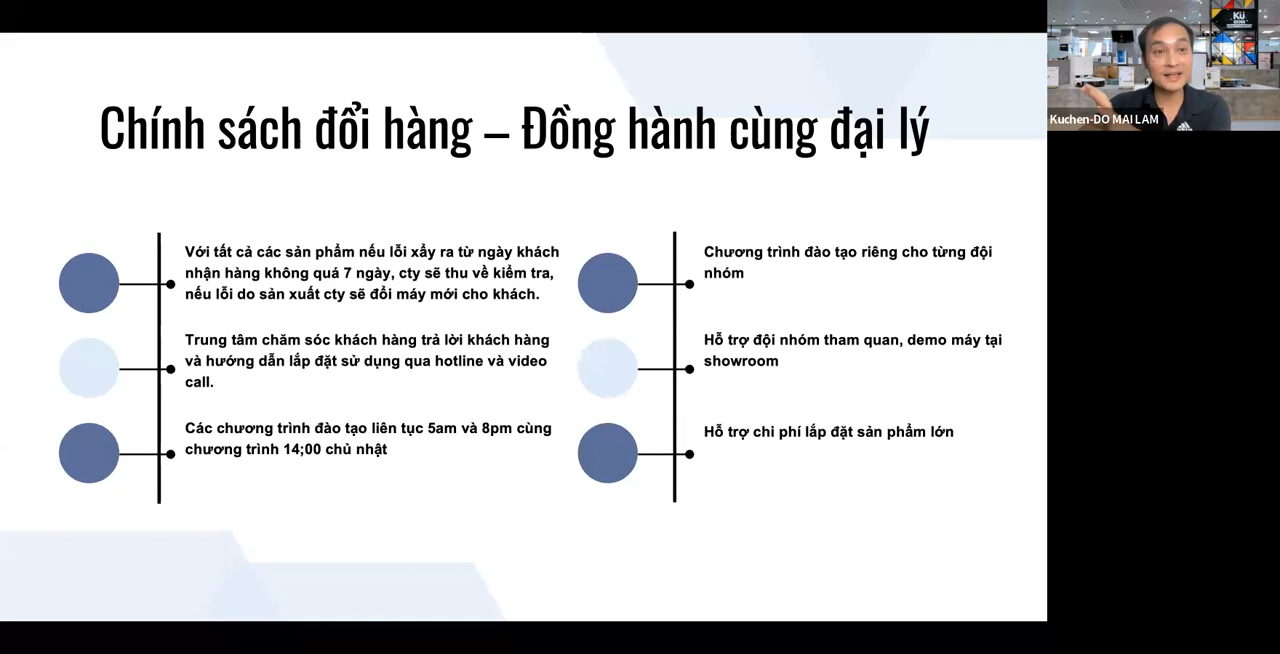 Chính sách đổi hàng – Đồng hành cùng đại lý
Với tất cả các sản phẩm nếu lỗi xẩy ra từ ngày khách
nhận hàng không quá 7 ngày, cty sẽ thu về kiểm tra,
nếu lỗi do sản xuất cty sẽ đổi máy mới cho khách.
Trung tâm chăm sóc khách hàng trả lời khách hàng
và hướng dẫn lắp đặt sử dụng qua hotline và video
call.
Các chương trình đào tạo liên tục 5am và 8pm cùng
chương trình 14;00 chủ nhật
Chương trình đào tạo riêng cho từng đội
nhóm
Hỗ trợ đội nhóm tham quan, demo máy tại
showroom
Hỗ trợ chi phí lắp đặt sản phẩm lớn
KÜ
Kuchen-DO MAI LAM